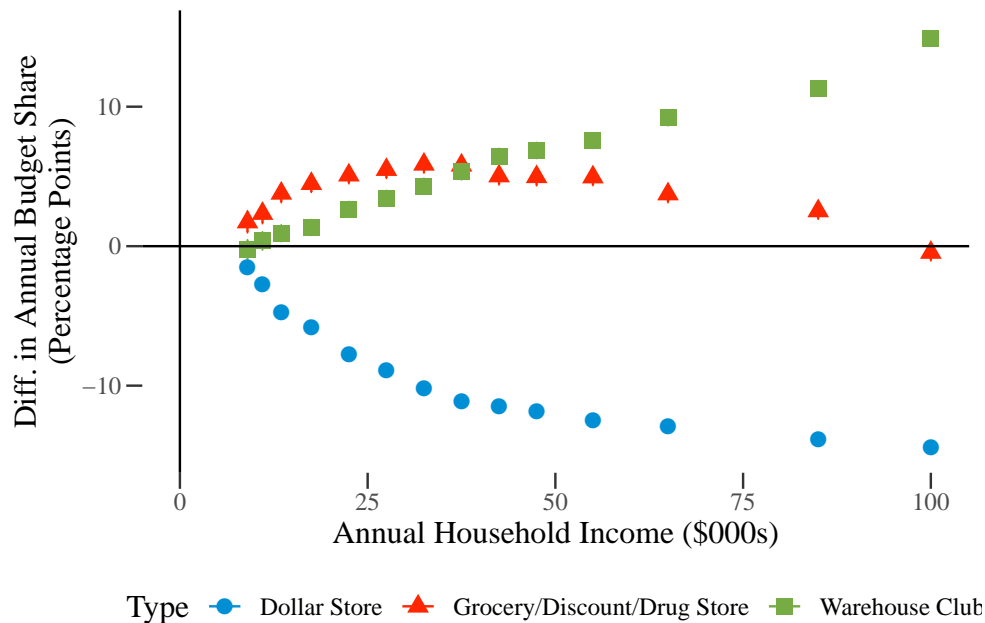 Diff. in Annual Budget Share
(Percentage Points)
10
0
−10
0
25
50
75
100
Annual Household Income ($000s)
Type Dollar Store Grocery/Discount/Drug Store Warehouse Club